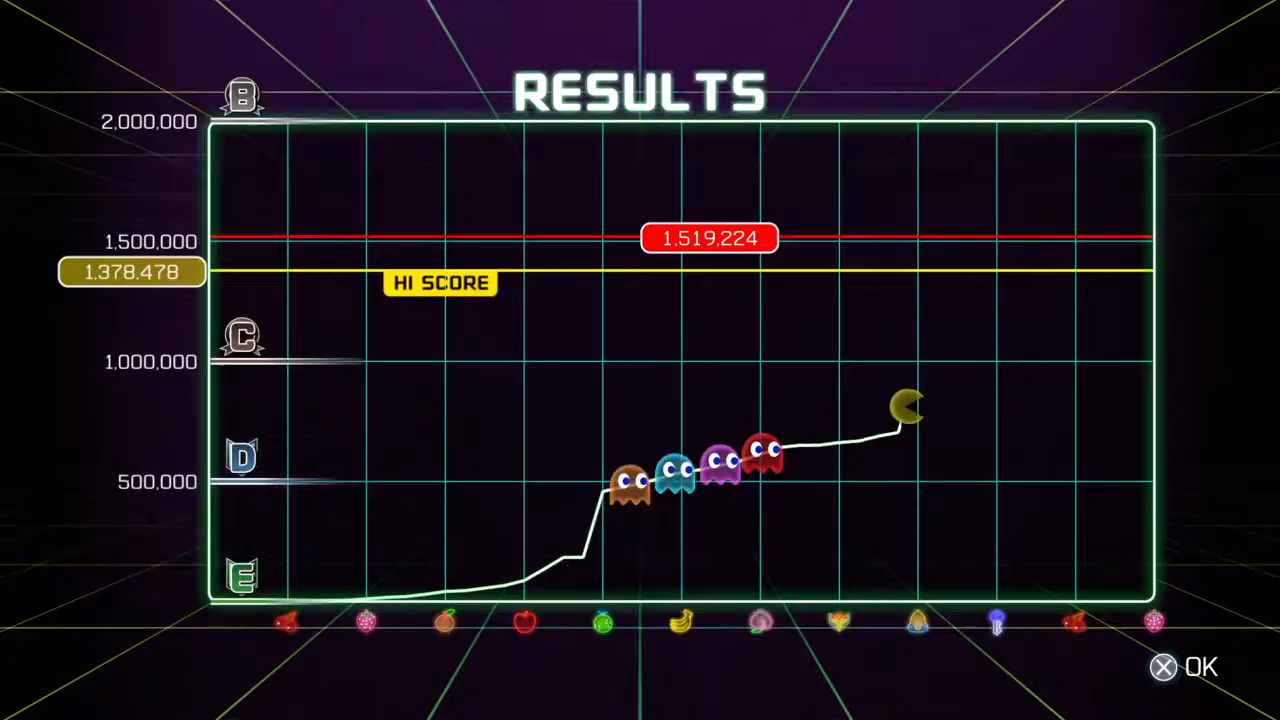 RESULTS
B
2,000,000
1,519,224
1,500,000
1,378,478
HI SCORE
C
1,000,000
D
500,000
E
OK